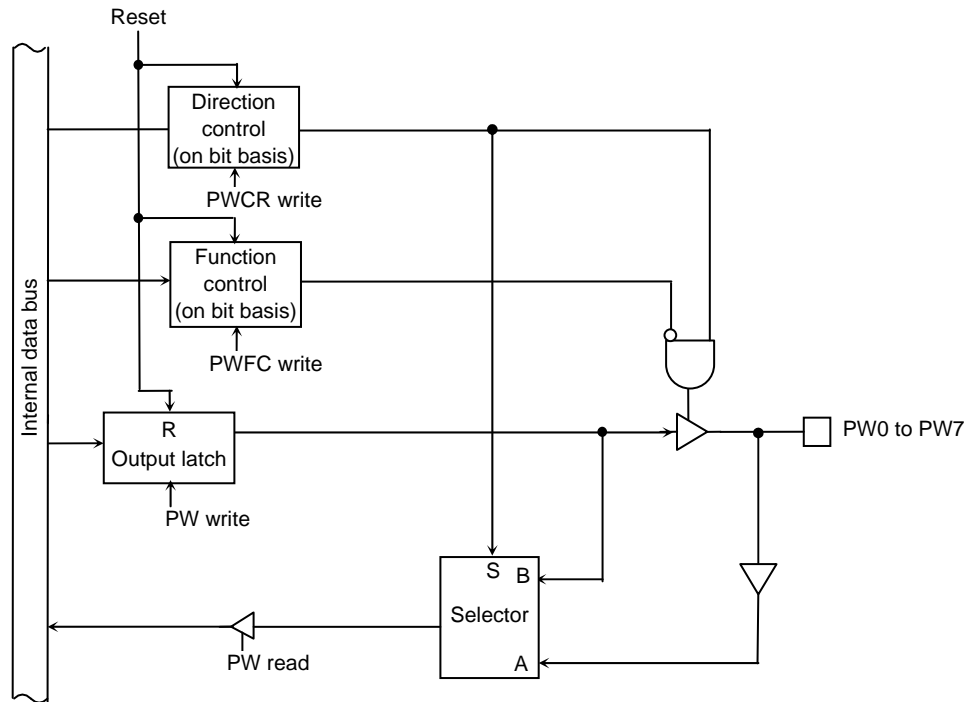 Reset
Direction
control
(on bit basis)
PWCR write
Function
control
(on bit basis)
PWFC write
Internal data bus
R
Output latch
PW write
PW0 to PW7
S
B
Selector
A
PW read